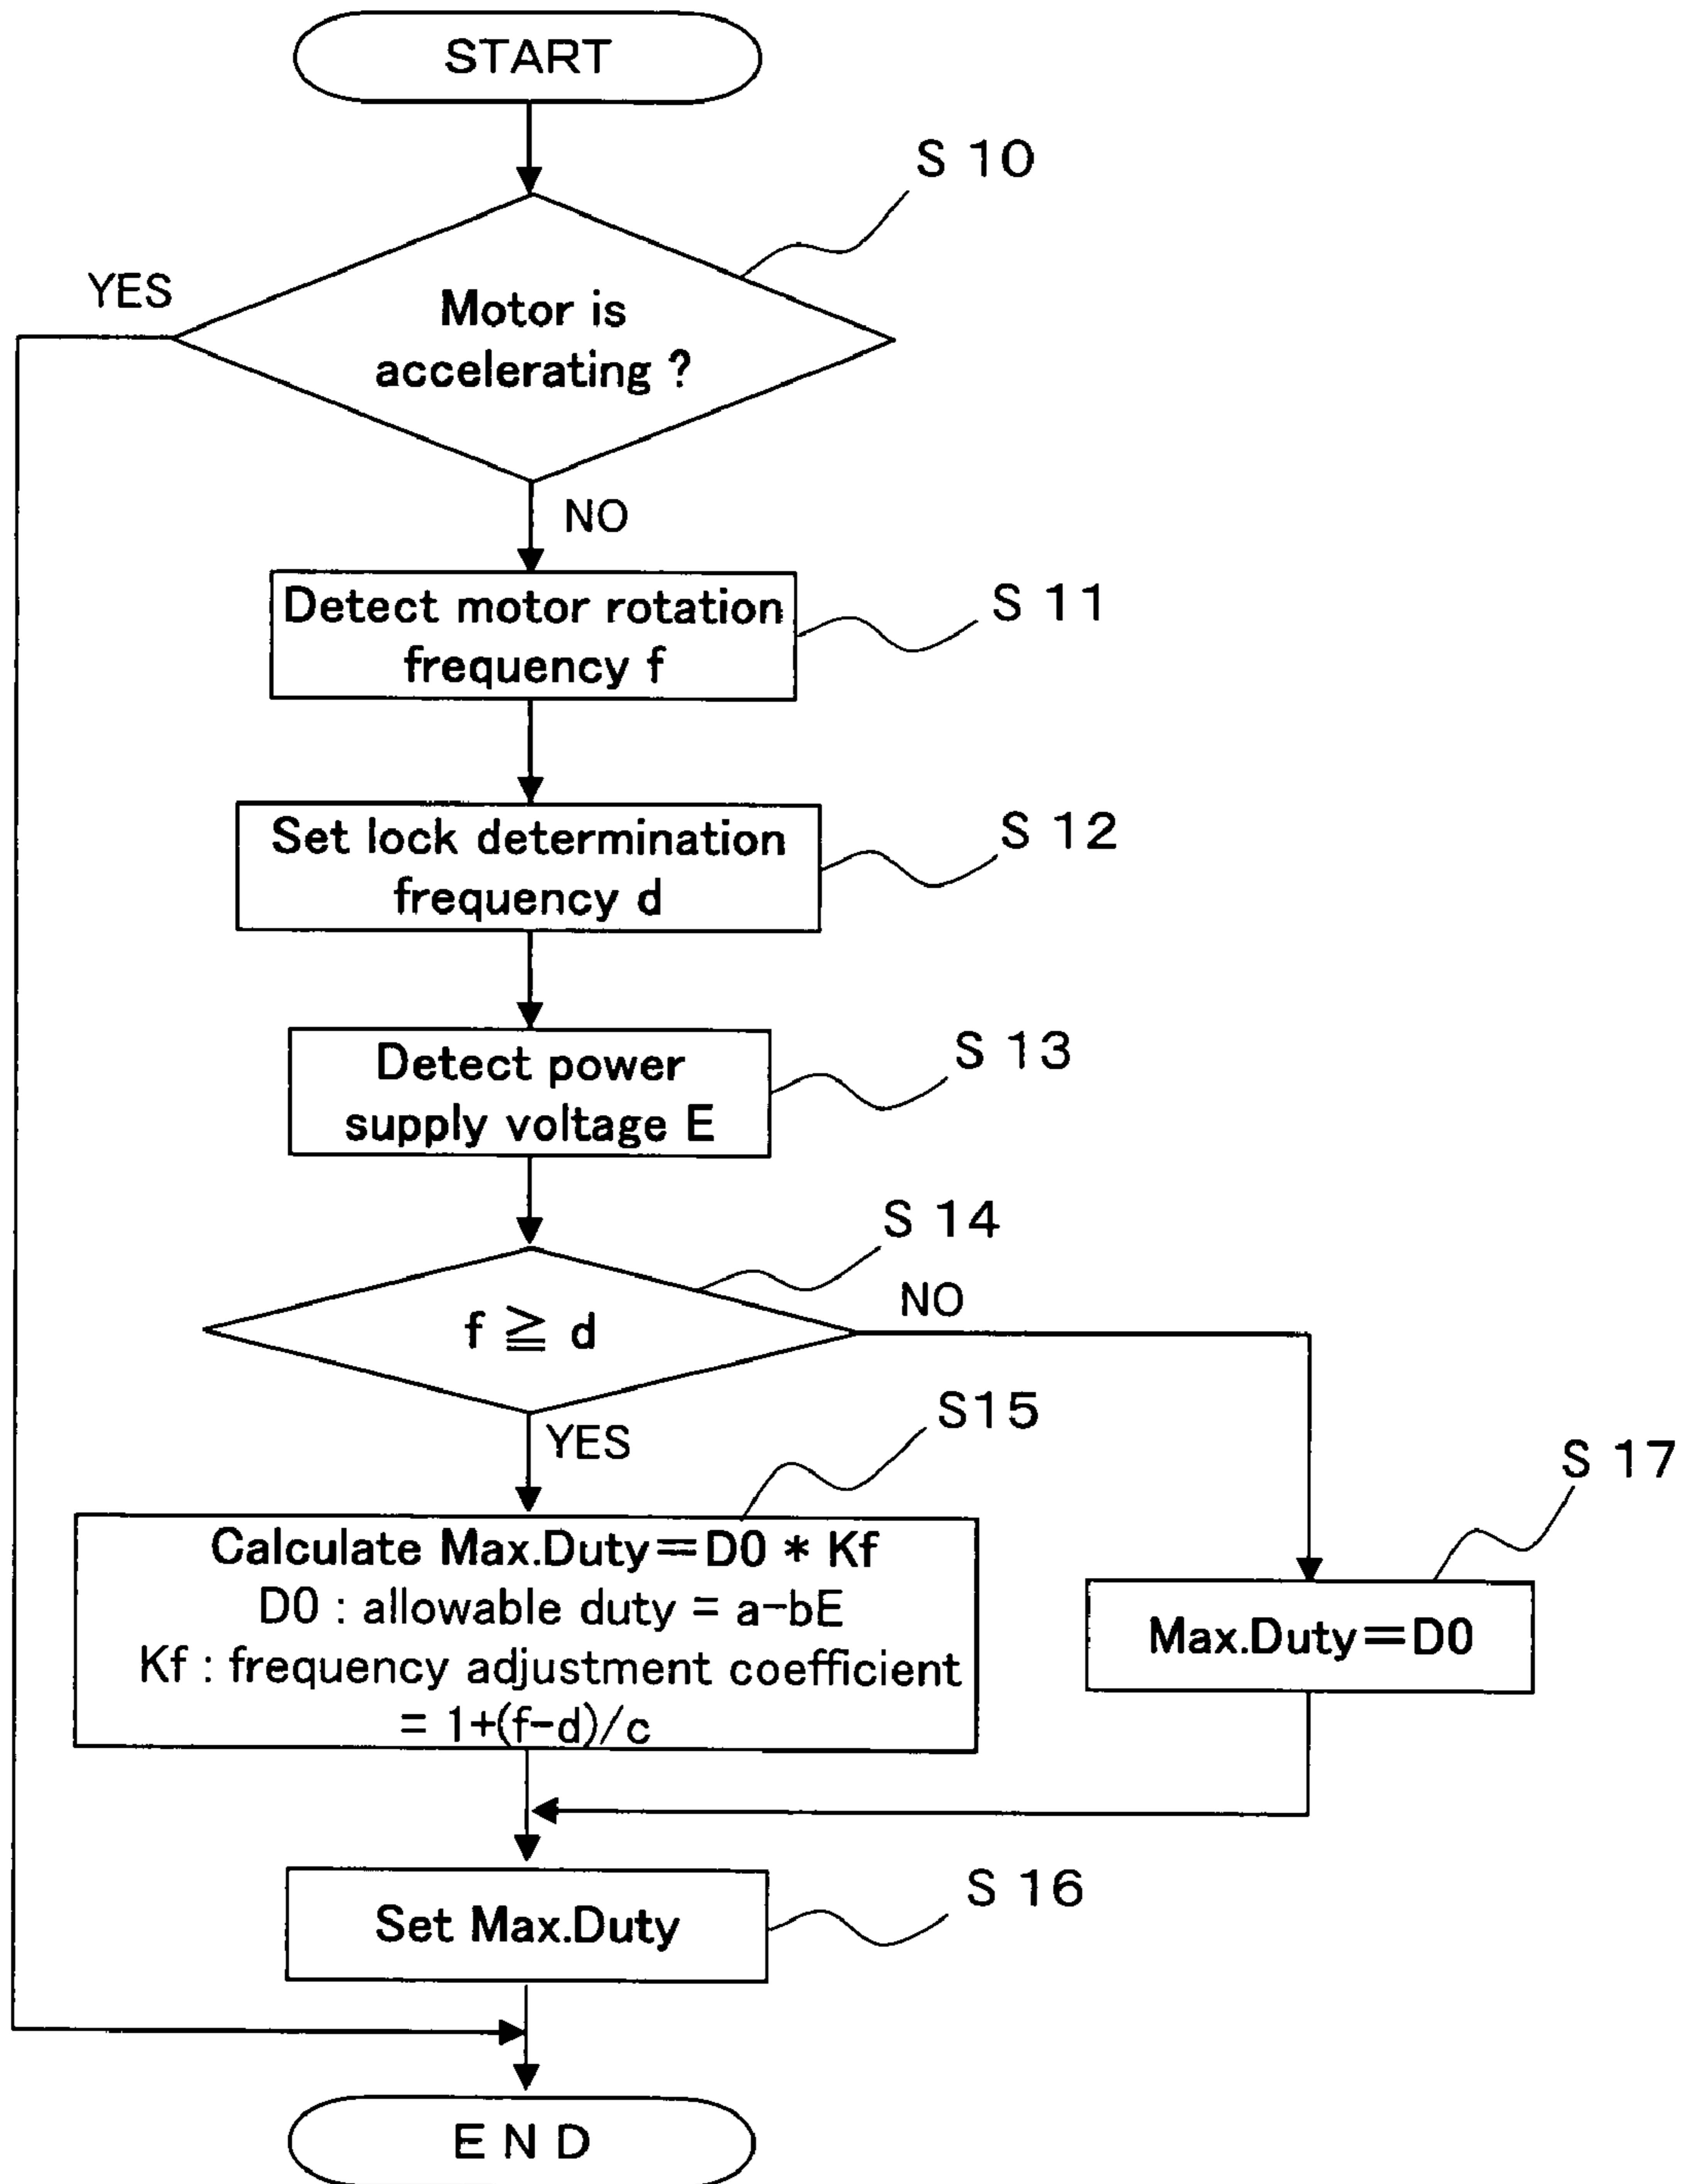 START
S 10
YES
Motor is
accelerating ?
NO
Detect motor rotation
frequency f
S 11
Set lock determination
frequency d
S 12
Detect power
supply voltage E
S 13
S 14
f ≧ d
NO
YES
S15
Calculate Max.Duty=D0 * Kf
D0 : allowable duty = a-bE
Kf : frequency adjustment coefficient
= 1+(f-d)/c
S 17
Max.Duty=D0
Set Max.Duty
S 16
E N D